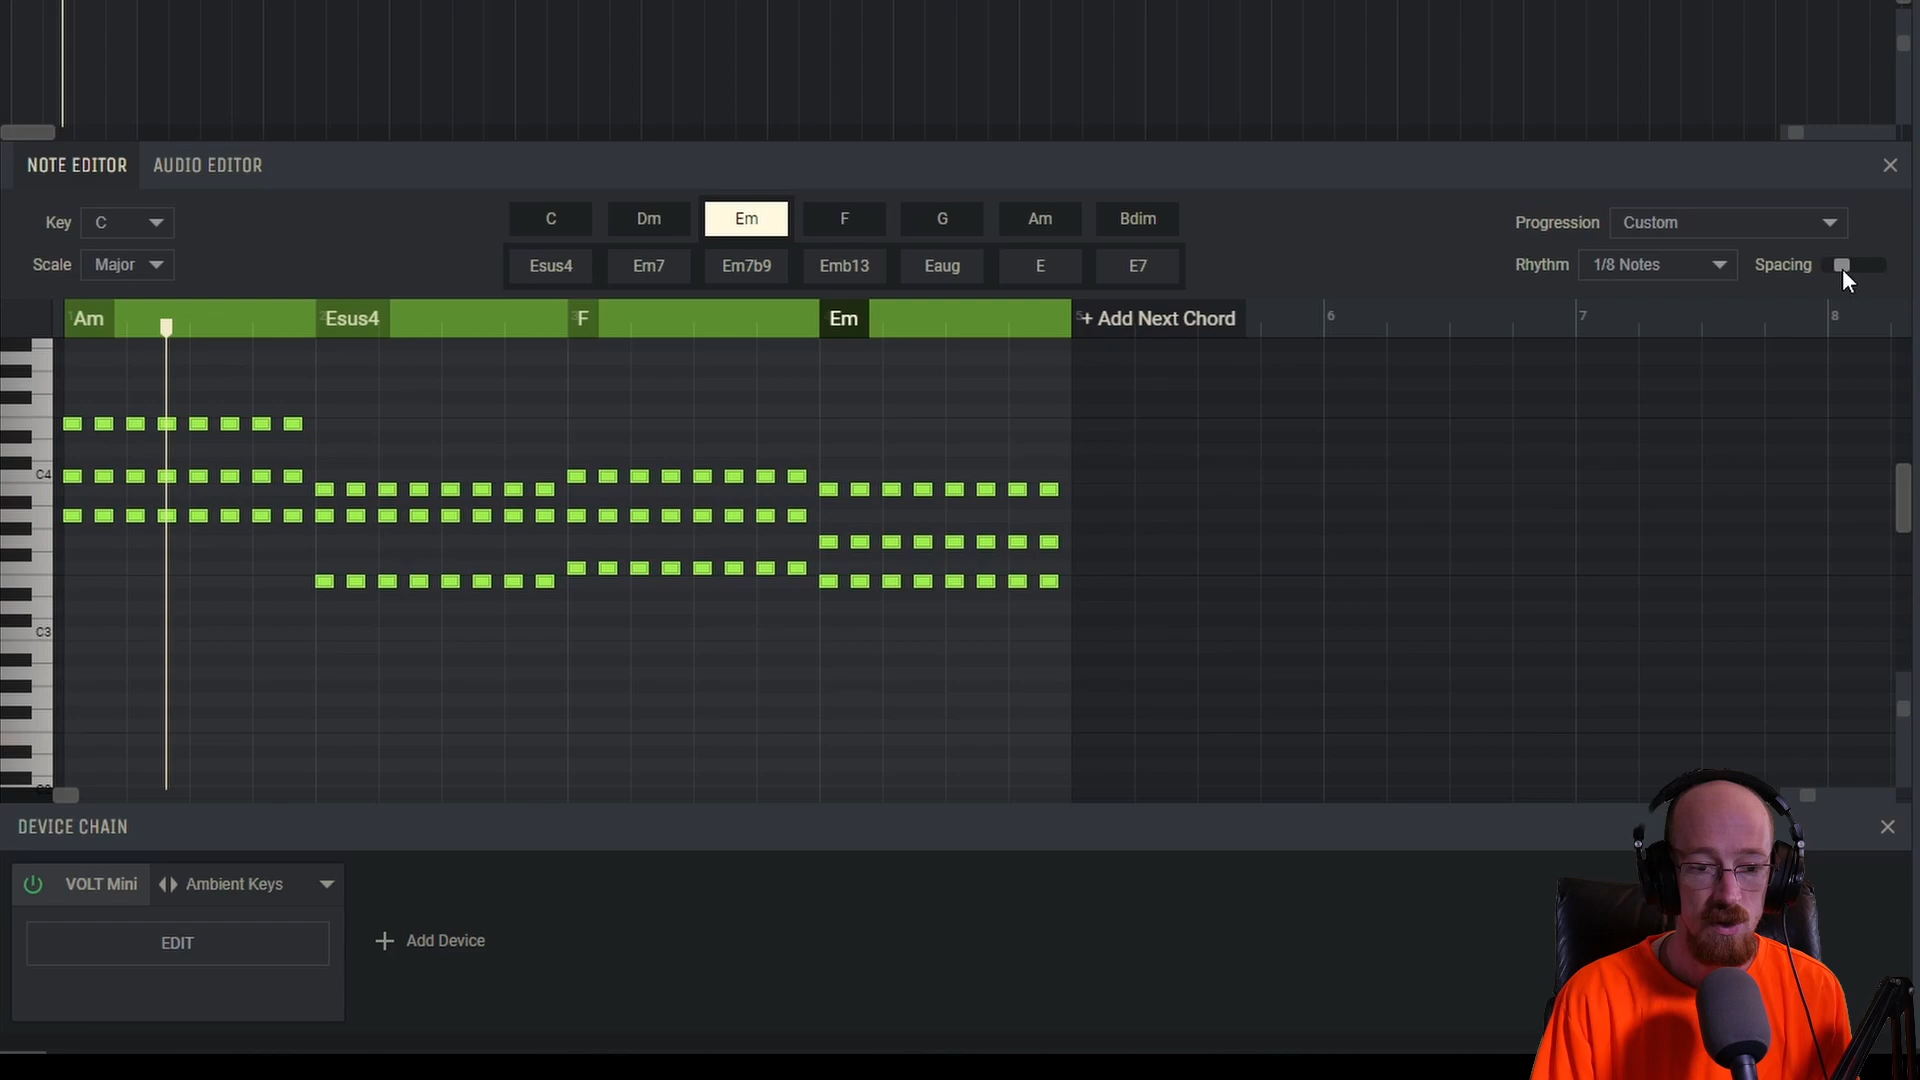 NOTE EDITOR AUDIO EDITOR
Key C
C Dm Em F G Am Bdim
Progression Custom
Scale Major
Esus4 Em7 Em7b9 Emb13 Eaug E E7
Rhythm 1/8 Notes Spacing
Am Esus4 F Em + Add Next Chord 6 7 8
C4
C3
DEVICE CHAIN
VOLT Mini Ambient Keys
EDIT
+ Add Device